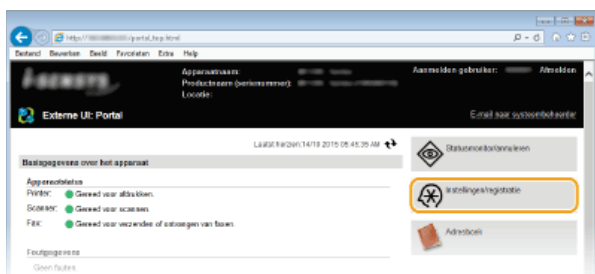 http:// /portal_top.html
Bestand Bewerken Beeld Favorieten Extra Help
Apparaatnaam:
Productnaam (serienummer):
Locatie:
Aanmelden gebruiker: Afmelden
Externe UI: Portal
E-mail naar systeembeheerder
Laatst herzien:14/10 2015 05:45:35 AM
Basisgegevens over het apparaat
Apparaatstatus
Printer: Gereed voor afdrukken.
Scanner: Gereed voor scannen.
Fax: Gereed voor verzenden of ontvangen van faxen.
Foutgegevens
Geen fouten.
Statusmonitor/annuleren
Instellingen/registratie
Adresboek